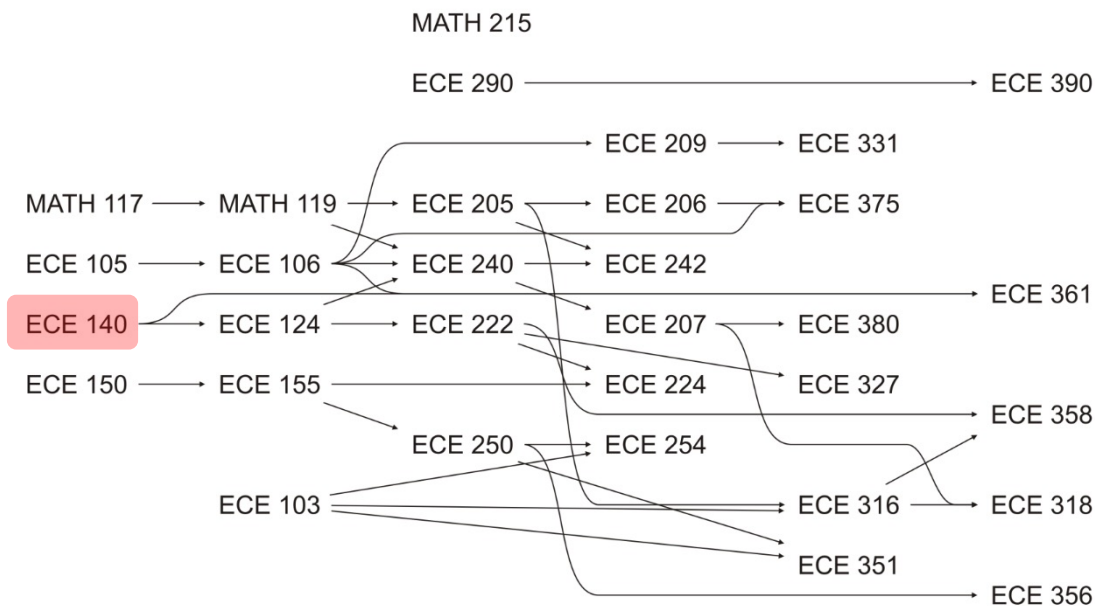 MATH 215
ECE 290 ECE 390
ECE 209 ECE 331
MATH 117 MATH 119 ECE 205 ECE 206 ECE 375
ECE 105 ECE 106 ECE 240 ECE 242
ECE 361
ECE 140 ECE 124 ECE 222 ECE 207 ECE 380
ECE 150 ECE 155 ECE 224 ECE 327
ECE 358
ECE 250 ECE 254
ECE 103 ECE 316 ECE 318
ECE 351
ECE 356